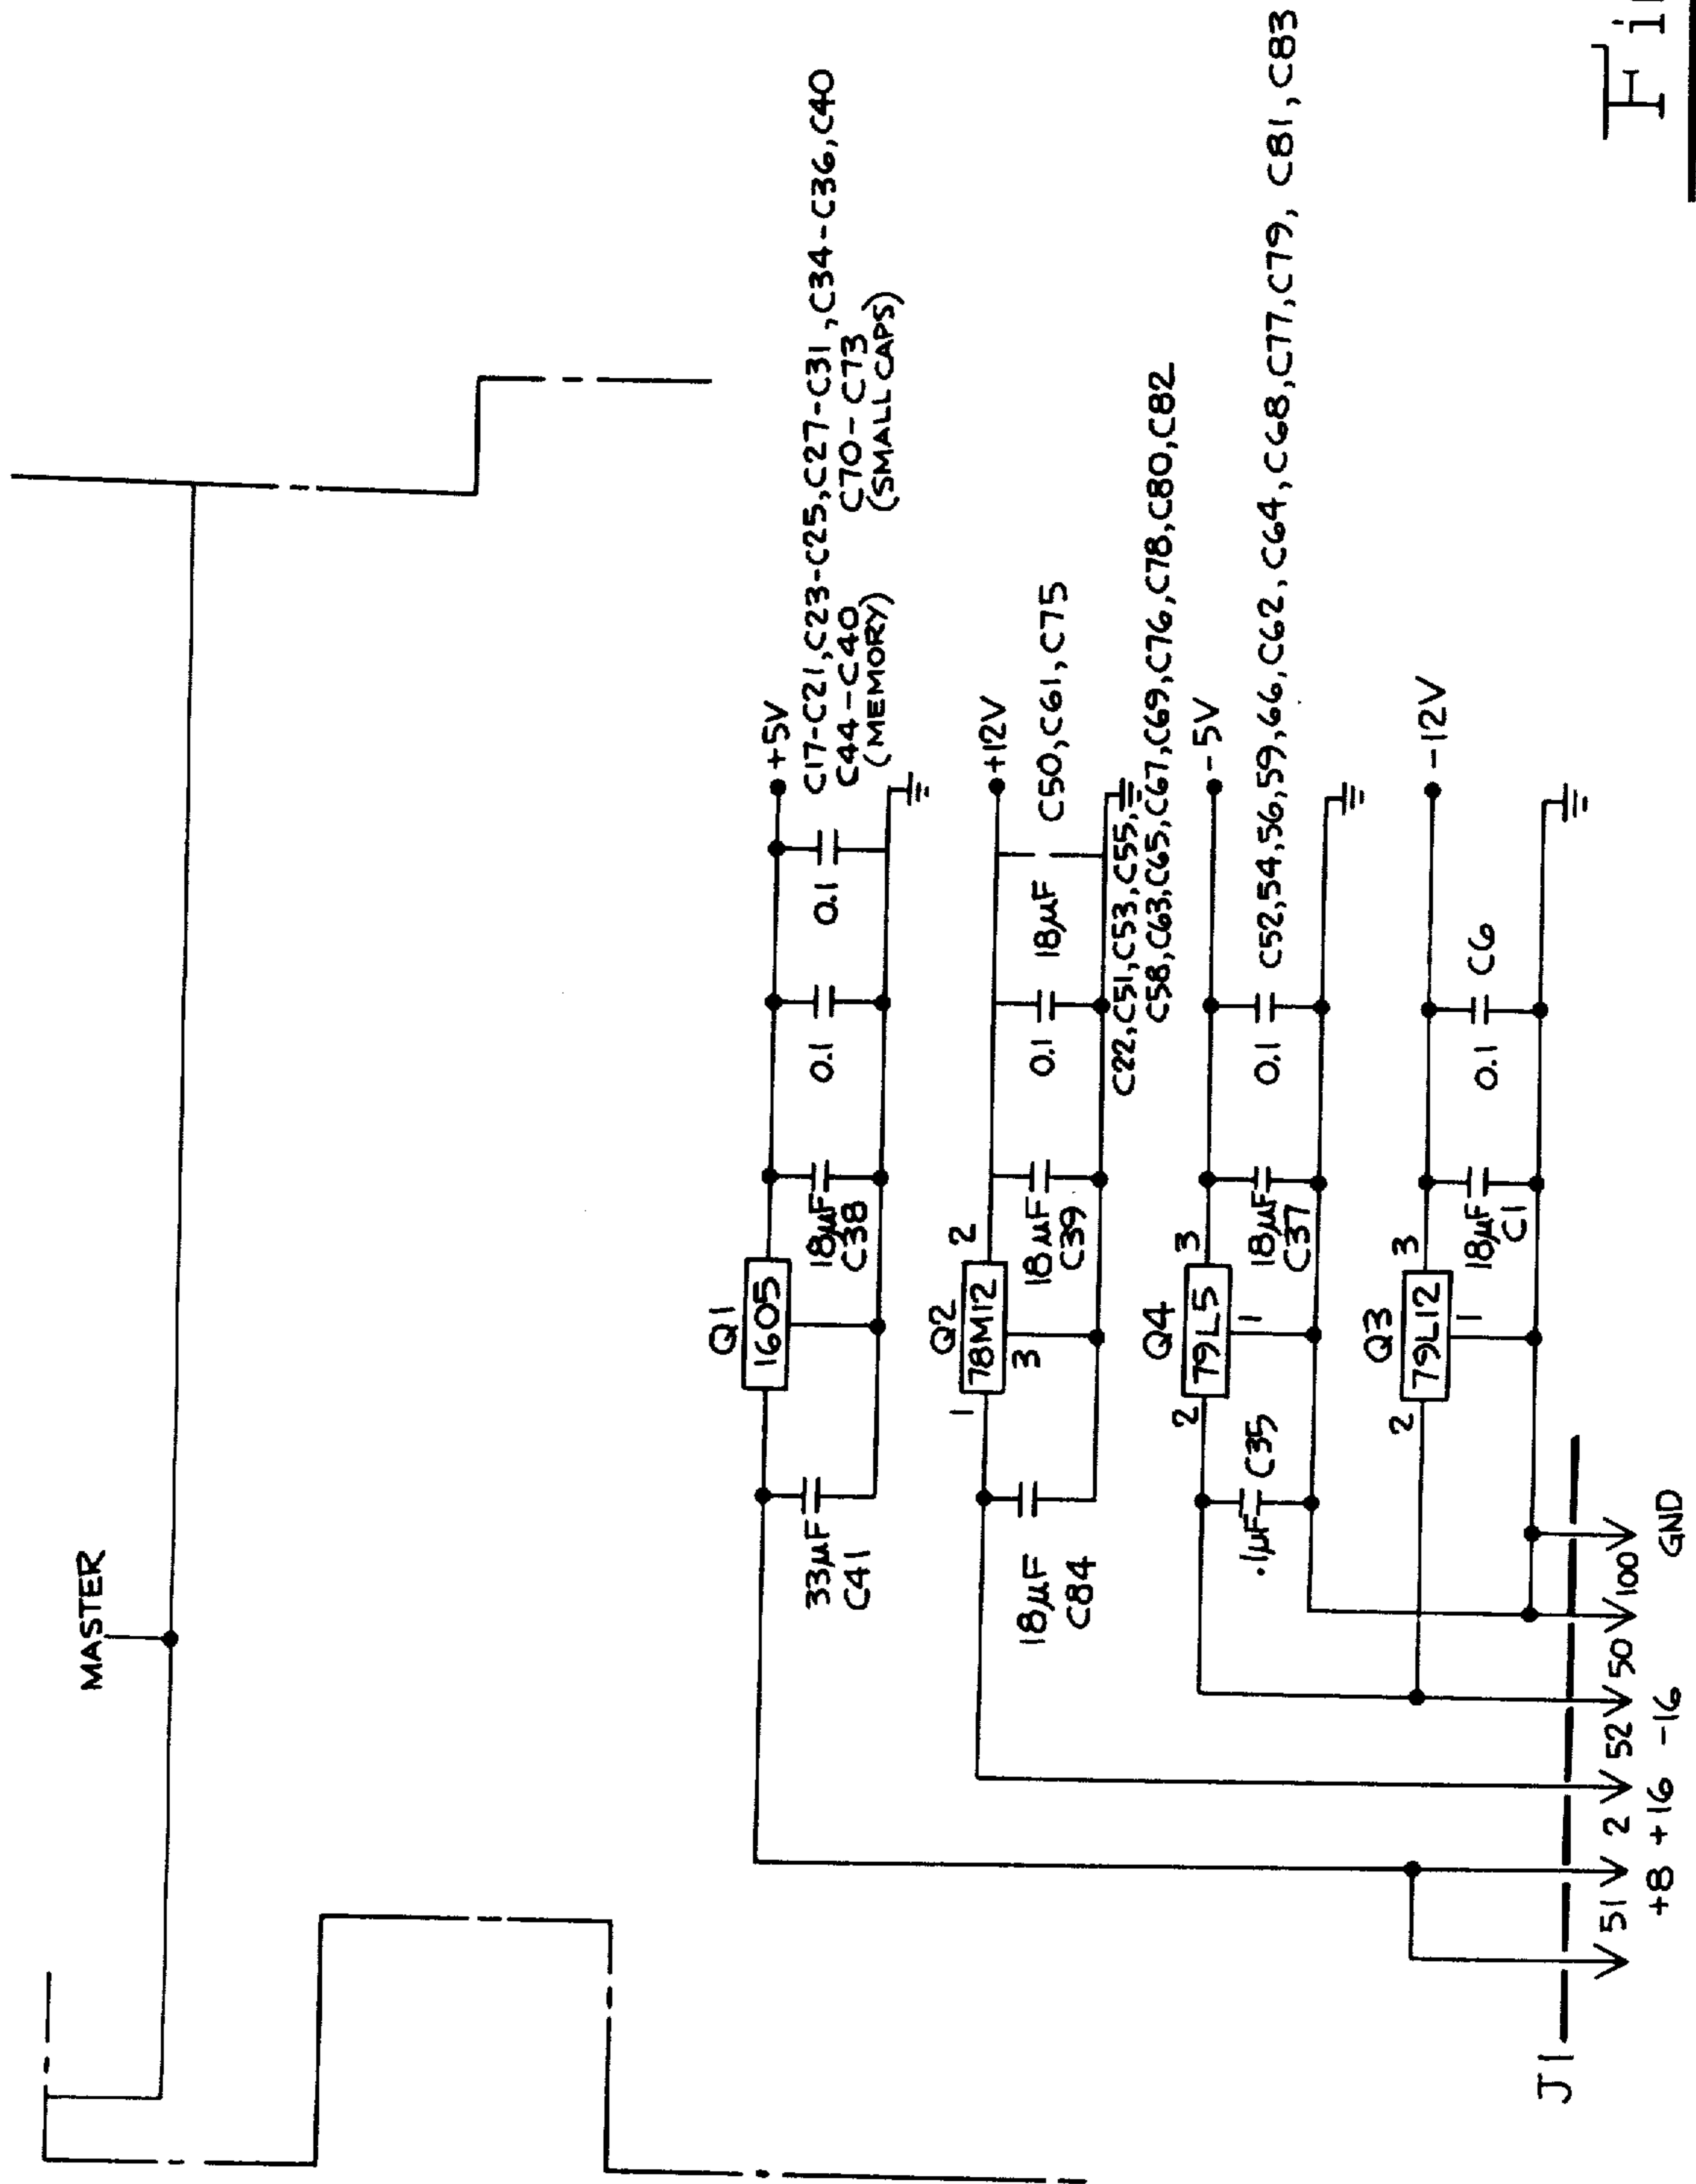 MASTER
Q1
1605
33µF
C41
18µF
C38
0.1
0.1
+5V
C17-C21,C23-C25,C27-C31,C34-C36,C40
C44-C40
(MEMORY)
C70-C73
(SMALL CAPS)
Q2
1
78M12
2
3
18µF
C84
18µF
C39
0.1
18µF
+12V
C50,C61,C75
C22,C51,C53,C55,
C58,C63,C65,C67,C69,C76,C78,C80,C82
Q4
2
79L5
3
1
.1µF
C35
18µF
C37
0.1
-5V
C52,54,56,59,66,C62,C64,C68,C77,C79, C81,C83
Q3
2
79L12
3
1
18µF
C1
0.1
C6
-12V
J1
51
2
52
50
100
+8
+16
-16
GND